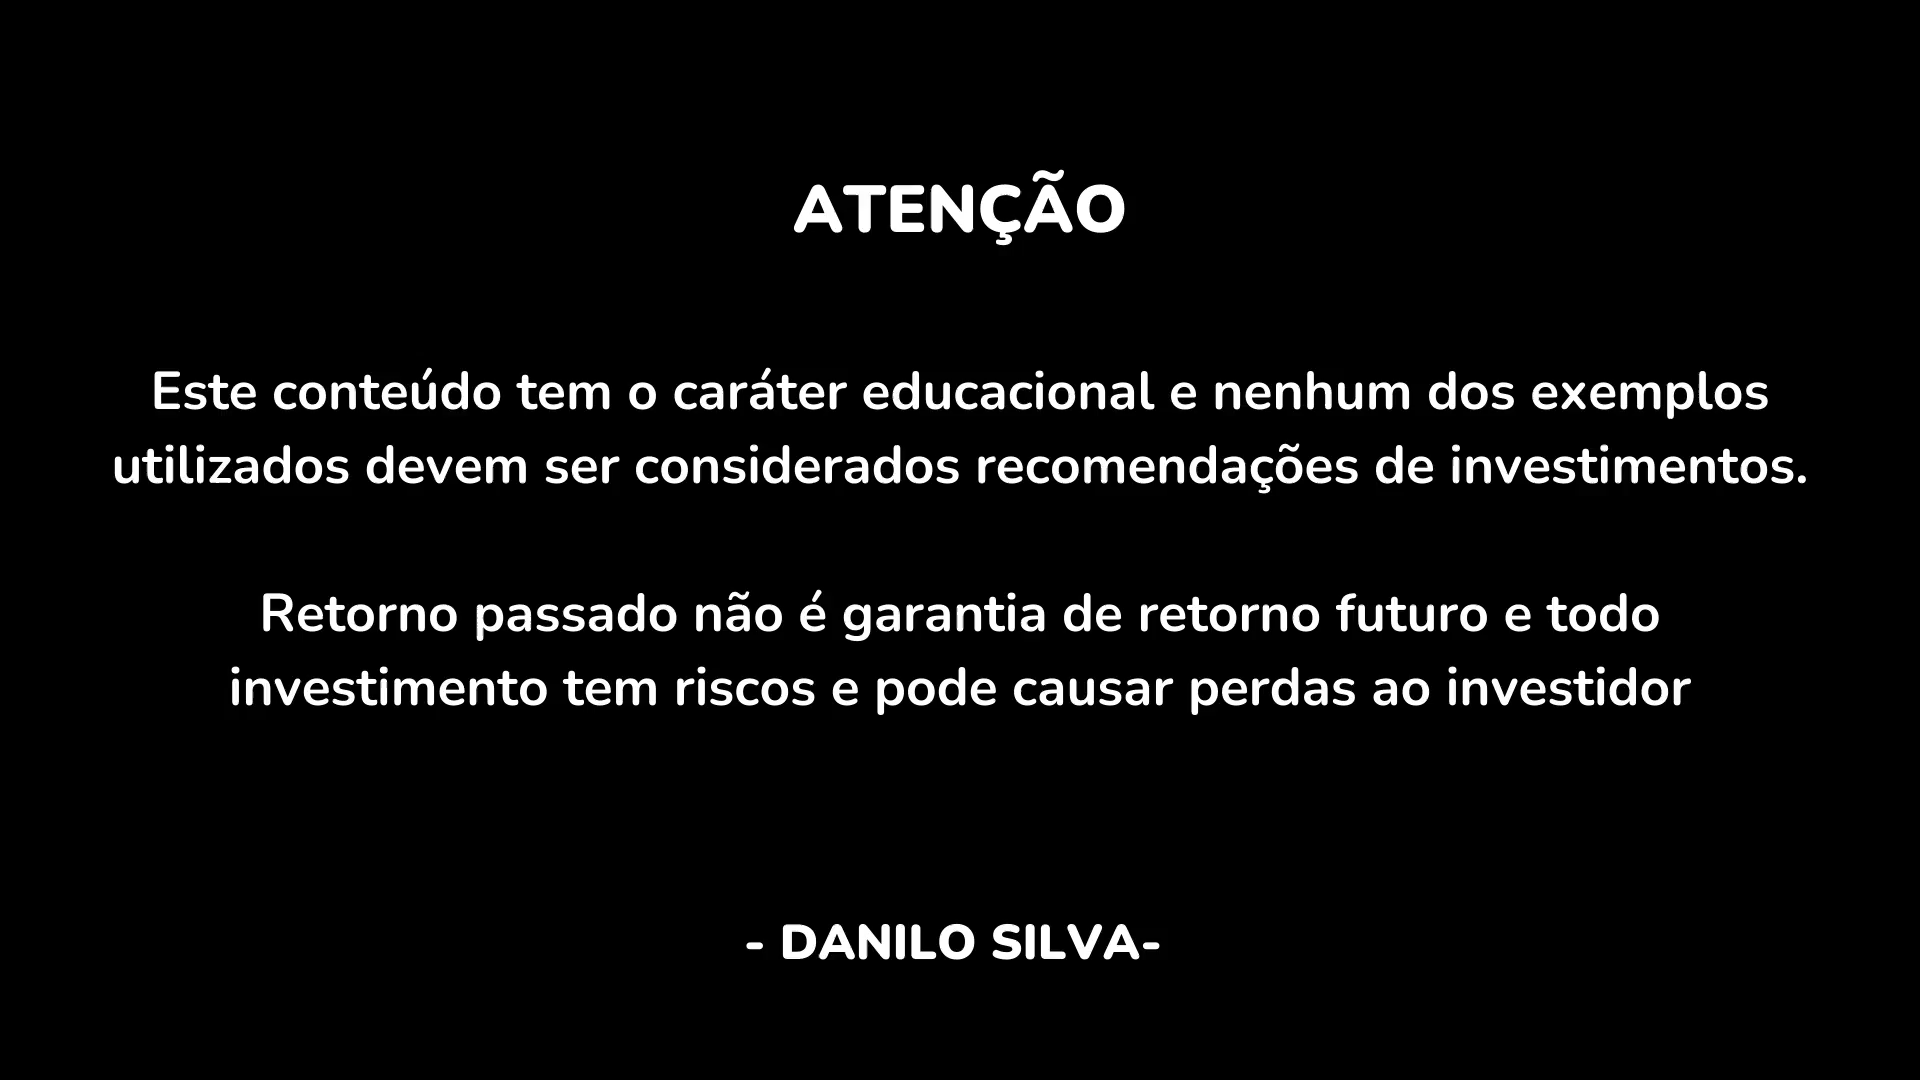 ATENÇÃO
Este conteúdo tem o caráter educacional e nenhum dos exemplos
utilizados devem ser considerados recomendações de investimentos.
Retorno passado não é garantia de retorno futuro e todo
investimento tem riscos e pode causar perdas ao investidor
- DANILO SILVA-